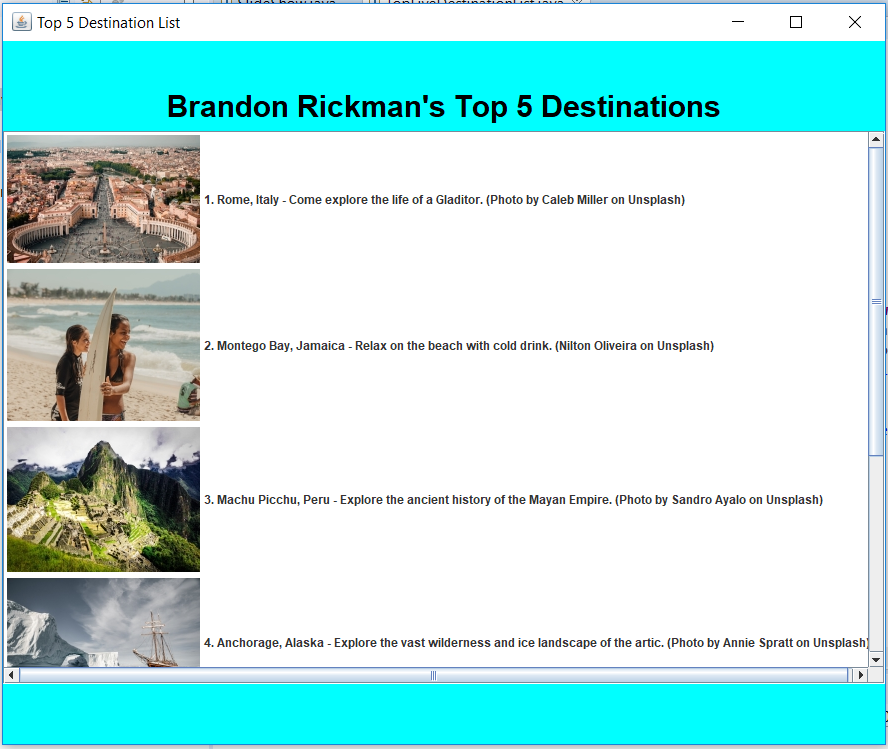 Top 5 Destination List
Brandon Rickman's Top 5 Destinations
1. Rome, Italy - Come explore the life of a Gladitor. (Photo by Caleb Miller on Unsplash)
2. Montego Bay, Jamaica - Relax on the beach with cold drink. (Nilton Oliveira on Unsplash)
3. Machu Picchu, Peru - Explore the ancient history of the Mayan Empire. (Photo by Sandro Ayalo on Unsplash)
4. Anchorage, Alaska - Explore the vast wilderness and ice landscape of the artic. (Photo by Annie Spratt on Unsplash)